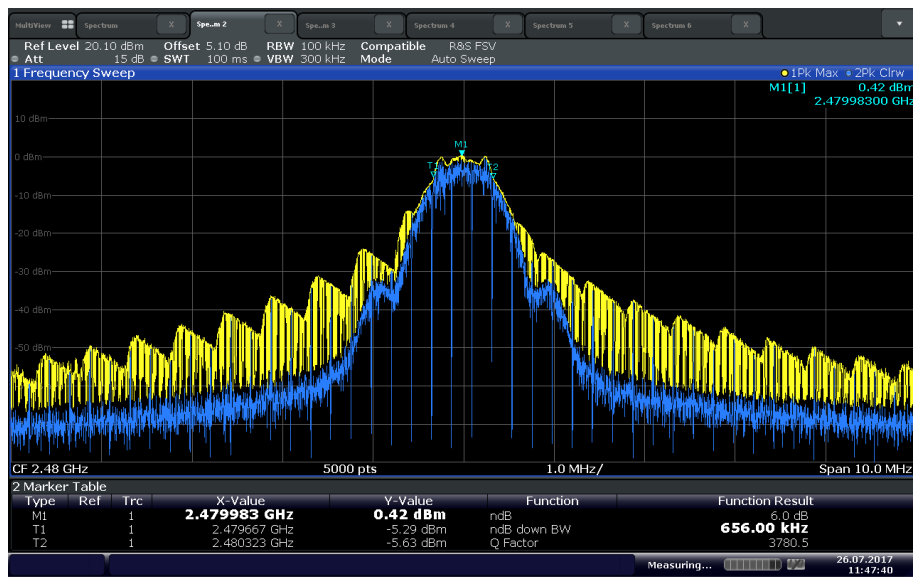 MultiView Spectrum X Spe..m 2 X Spe..m 3 X Spectrum 4 X Spectrum 5 X Spectrum 6 X
Ref Level 20.10 dBm Offset 5.10 dB RBW 100 kHz Compatible R&S FSV
Att 15 dB SWT 100 ms VBW 300 kHz Mode Auto Sweep
1 Frequency Sweep 1Pk Max 2Pk Clrw
M1[1] 0.42 dBm
2.47998300 GHz
10 dBm
M1
0 dBm
T1 T2
-10 dBm
-20 dBm
-30 dBm
-40 dBm
-50 dBm
CF 2.48 GHz 5000 pts 1.0 MHz/ Span 10.0 MHz
2 Marker Table
Type Ref Trc X-Value Y-Value Function Function Result
M1 1 2.479983 GHz 0.42 dBm ndB 6.0 dB
T1 1 2.479667 GHz -5.29 dBm ndB down BW 656.00 kHz
T2 1 2.480323 GHz -5.63 dBm Q Factor 3780.5
Measuring... 26.07.2017
11:47:40